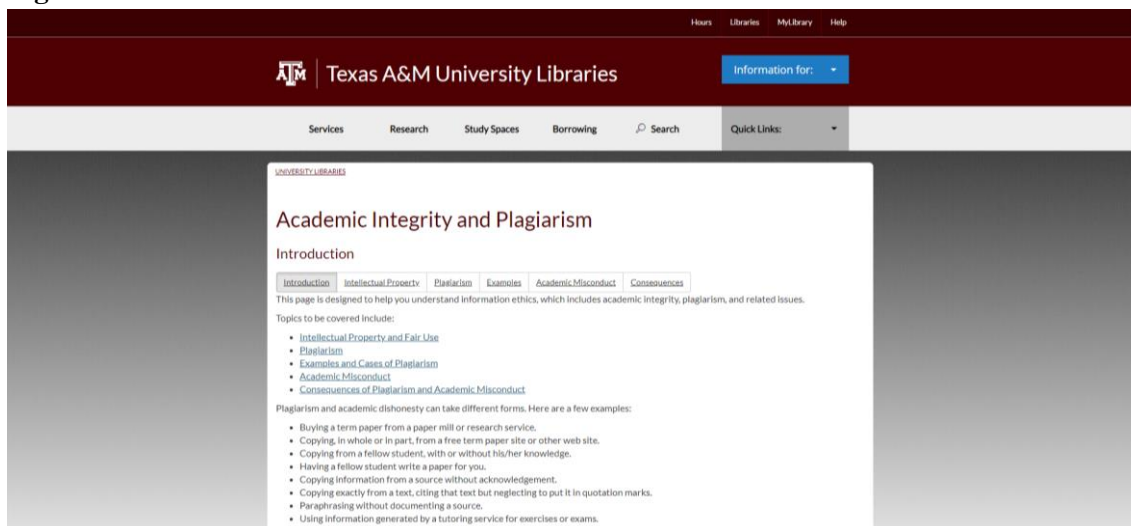 Hours Libraries MyLibrary Help
ĀTM Texas A&M University Libraries Information for:
Services Research Study Spaces Borrowing Search Quick Links:
UNIVERSITY LIBRARIES
Academic Integrity and Plagiarism
Introduction
Introduction Intellectual Property Plagiarism Examples Academic Misconduct Consequences
This page is designed to help you understand information ethics, which includes academic integrity, plagiarism, and related issues.
Topics to be covered include:
• Intellectual Property and Fair Use
• Plagiarism
• Examples and Cases of Plagiarism
• Academic Misconduct
• Consequences of Plagiarism and Academic Misconduct
Plagiarism and academic dishonesty can take different forms. Here are a few examples:
• Buying a term paper from a paper mill or research service.
• Copying, in whole or in part, from a free term paper site or other web site.
• Copying from a fellow student, with or without his/her knowledge.
• Having a fellow student write a paper for you.
• Copying information from a source without acknowledgement.
• Copying exactly from a text, citing that text but neglecting to put it in quotation marks.
• Paraphrasing without documenting a source.
• Using information generated by a tutoring service for exercises or exams.